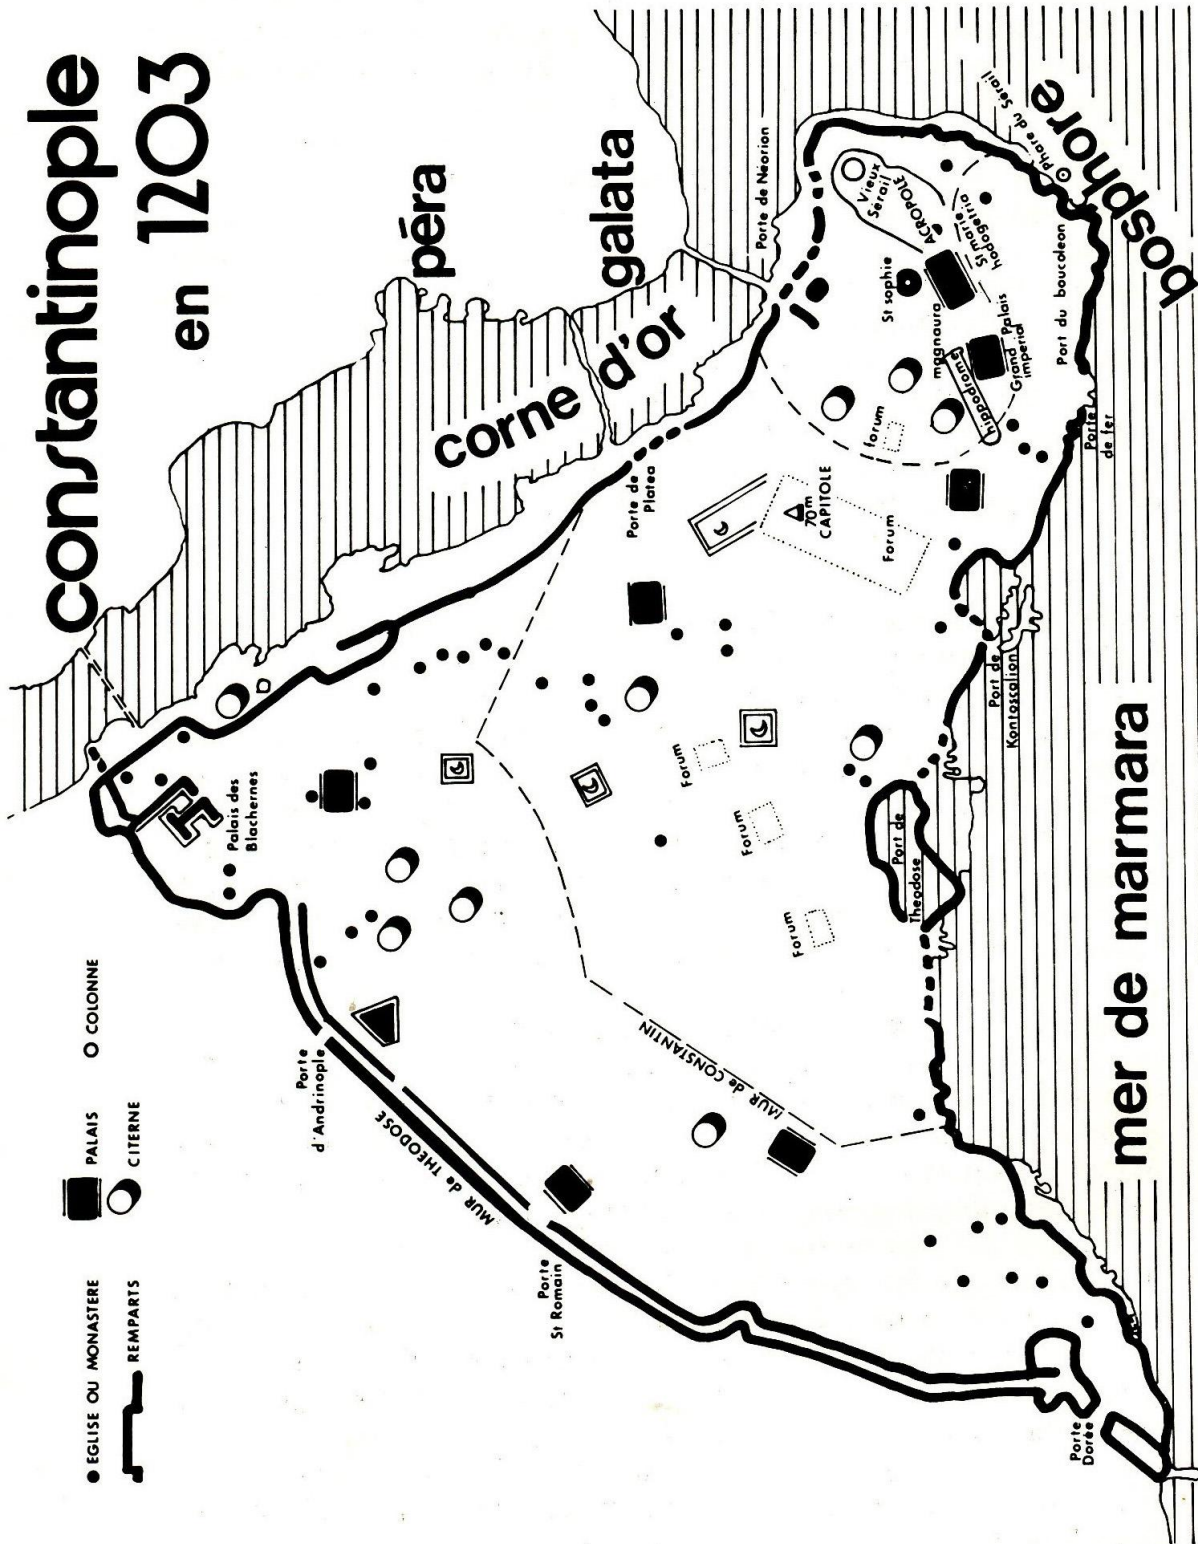 constantinople
en 1203
péra
galata
corne d'or
bosphore
Phare du Sérail
Porte de Néorion
Vieux
Sérail
ACROPOLE
St marie
hodogetria
St sophie
magnaura
Grand Palais
impérial
hippodrome
Port du boucoleon
Porte
de fer
forum
70m
CAPITOLE
Forum
Porte de
Platea
Port de
Kontoscalion
Forum
Forum
Forum
Port de
Theodose
Palais des
Blachernes
Porte
d'Andrinople
MUR de THEODOSE
MUR de CONSTANTIN
Porte
St Romain
Porte
Dorée
mer de marmara
EGLISE OU MONASTERE
PALAIS
COLONNE
REMPARTS
CITERNE